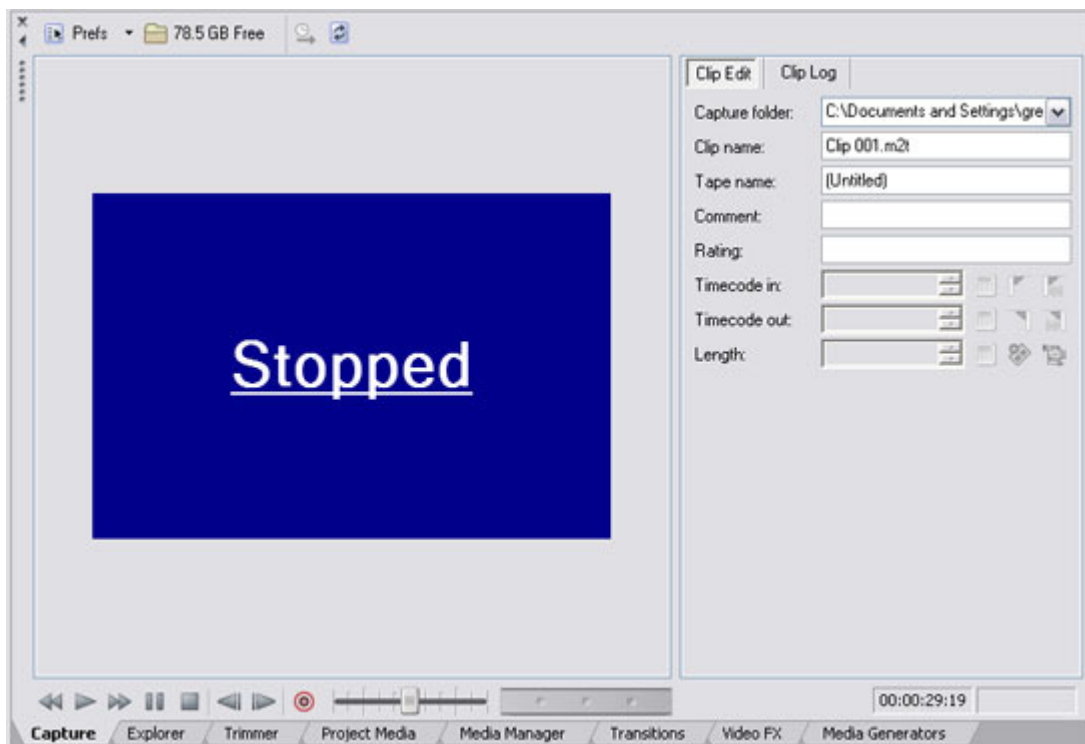 Prefs 78.5 GB Free
Clip Edit Clip Log
Capture folder: C:\Documents and Settings\gre
Clip name: Clip 001.m2t
Tape name: (Untitled)
Comment:
Rating:
Timecode in:
Timecode out:
Length:
Stopped
00:00:29:19
Capture Explorer Trimmer Project Media Media Manager Transitions Video FX Media Generators